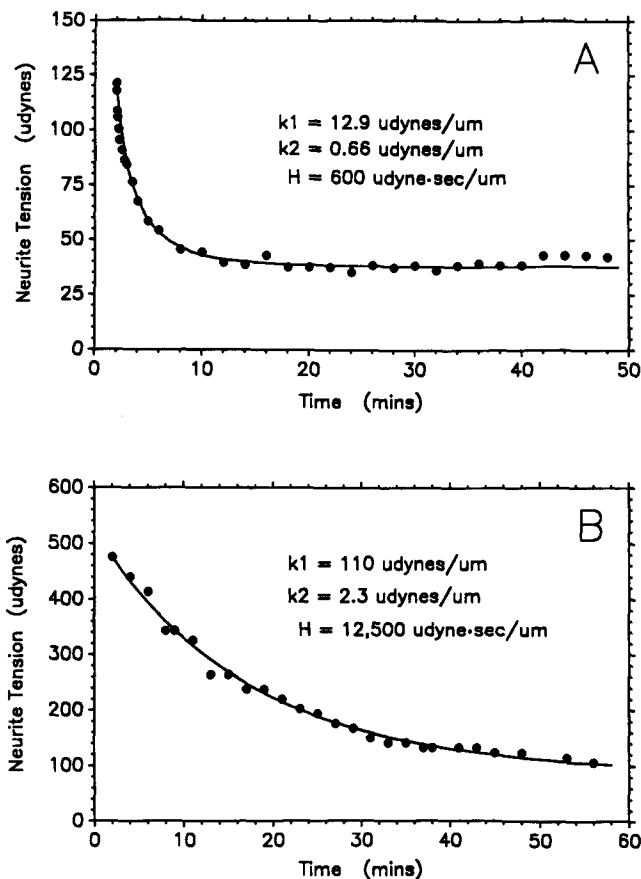 A
150
125
100
75
50
25
0
Neurite Tension (udynes)
k1 = 12.9 udynes/um
k2 = 0.66 udynes/um
H = 600 udyne·sec/um
0 10 20 30 40 50
Time (mins)
B
600
500
400
300
200
100
0
Neurite Tension (udynes)
k1 = 110 udynes/um
k2 = 2.3 udynes/um
H = 12,500 udyne·sec/um
0 10 20 30 40 50 60
Time (mins)